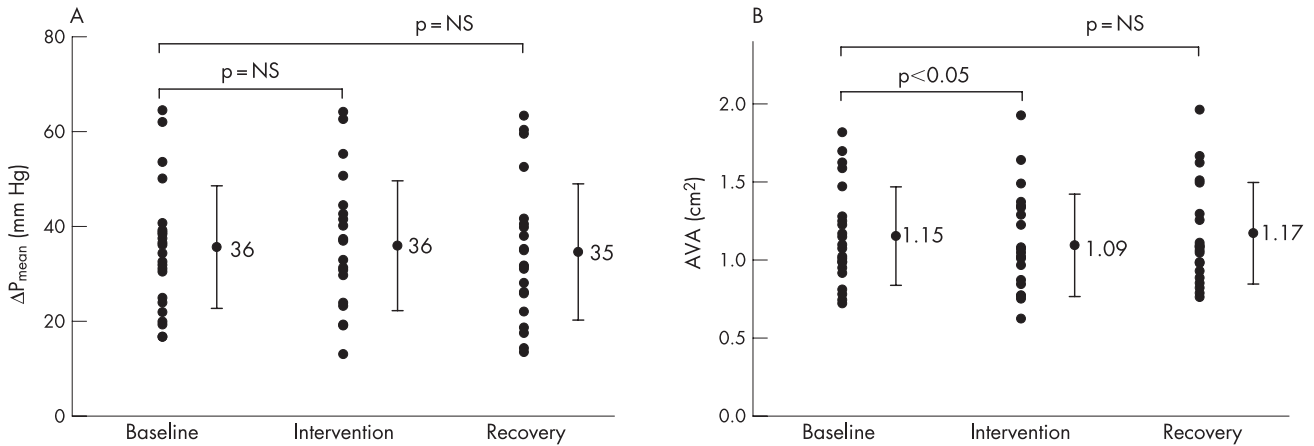 A
p = NS
p = NS
80
60
40
20
0
ΔPmean (mm Hg)
36
36
35
Baseline
Intervention
Recovery
B
p = NS
p<0.05
2.0
1.5
1.0
0.5
0.0
AVA (cm²)
1.15
1.09
1.17
Baseline
Intervention
Recovery